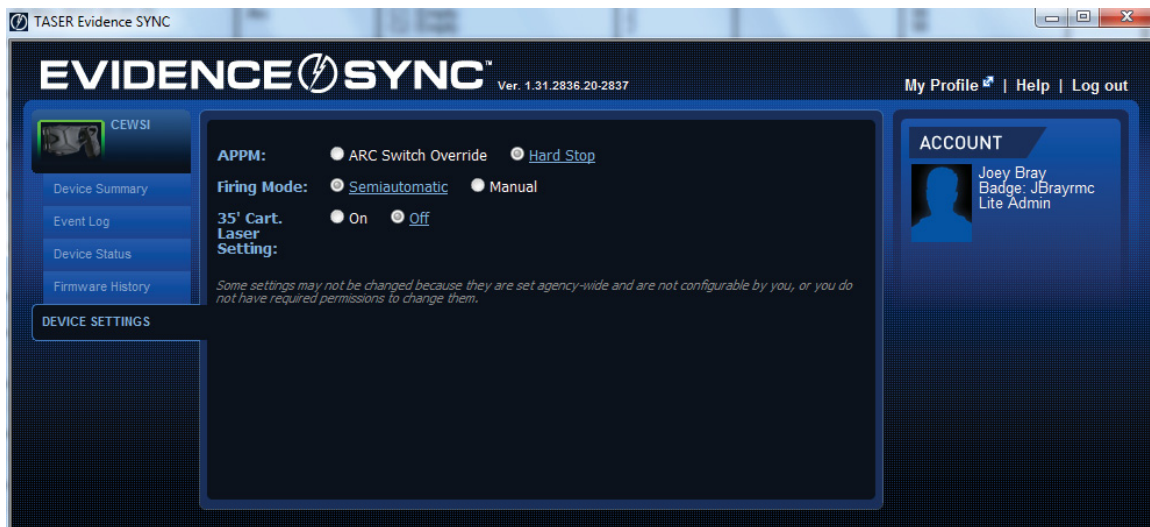 TASER Evidence SYNC
EVIDENCE SYNC™ Ver. 1.31.2836.20-2837
My Profile | Help | Log out
CEWSI
Device Summary
Event Log
Device Status
Firmware History
DEVICE SETTINGS
APPM: ARC Switch Override Hard Stop
Firing Mode: Semiautomatic Manual
35' Cart. On Off
Laser
Setting:
Some settings may not be changed because they are set agency-wide and are not configurable by you, or you do
not have required permissions to change them.
ACCOUNT
Joey Bray
Badge: JBrayrmc
Lite Admin